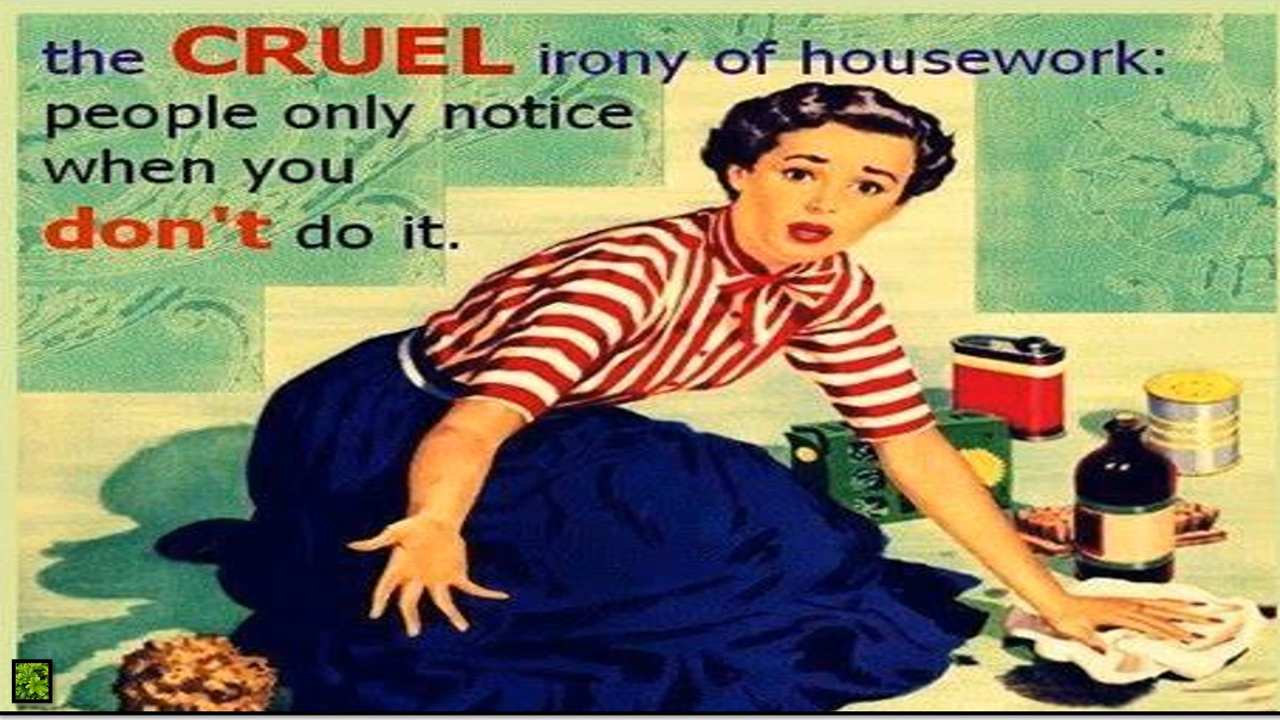 the CRUEL irony of housework:
people only notice
when you
don't do it.